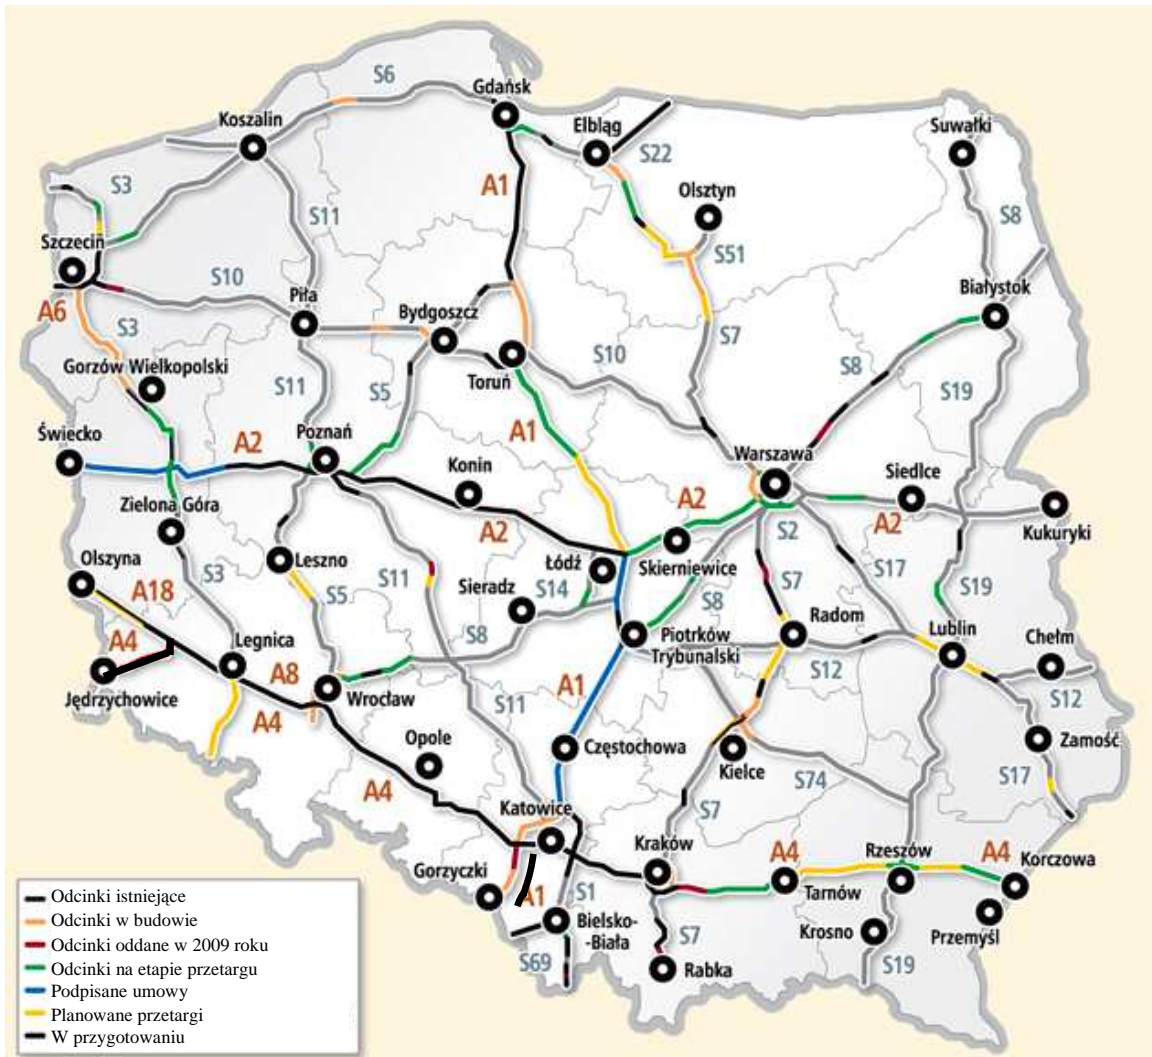 S6
Gdańsk
Koszalin
Elbląg
Suwałki
S22
S3
A1
Olsztyn
S11
S8
Szczecin
S51
S10
Piła
Białystok
A6
S3
Bydgoszcz
S7
S10
Gorzów Wielkopolski
Toruń
S8
S11
S5
S19
Świecko
A2
Poznań
A1
Konin
Warszawa
Siedlce
A2
Zielona Góra
A2
A2
S2
Kukuryki
Olszyna
Leszno
Łódź
Skierniewice
A18
S3
S11
Sieradz
S14
S7
S17
S19
S5
S8
Radom
A4
Legnica
S8
Piotrków
Trybunalski
Lublin
Chełm
Jędrzychowice
A8
Wrocław
A1
S12
S12
A4
S11
Opole
Częstochowa
Kielce
Zamość
A4
S74
S17
Katowice
S7
Kraków
Rzeszów
A4
A4
Korczowa
Gorzyczki
Tarnów
A1
S1
Bielsko-
-Biała
S7
Krosno
Przemyśl
S69
Rabka
S19
Odcinki istniejące
Odcinki w budowie
Odcinki oddane w 2009 roku
Odcinki na etapie przetargu
Podpisane umowy
Planowane przetargi
W przygotowaniu